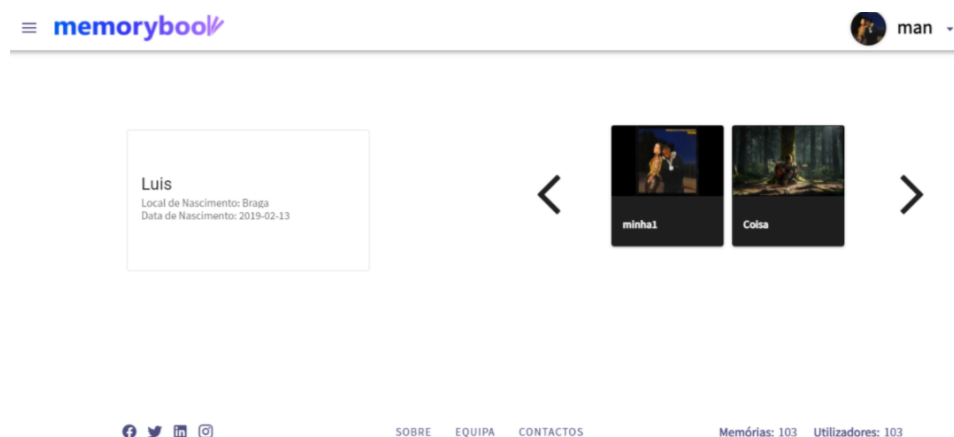 memorybook
man
Luis
Local de Nascimento: Braga
Data de Nascimento: 2019-02-13
minha1
Coisa
SOBRE EQUIPA CONTACTOS
Memórias: 103 Utilizadores: 103